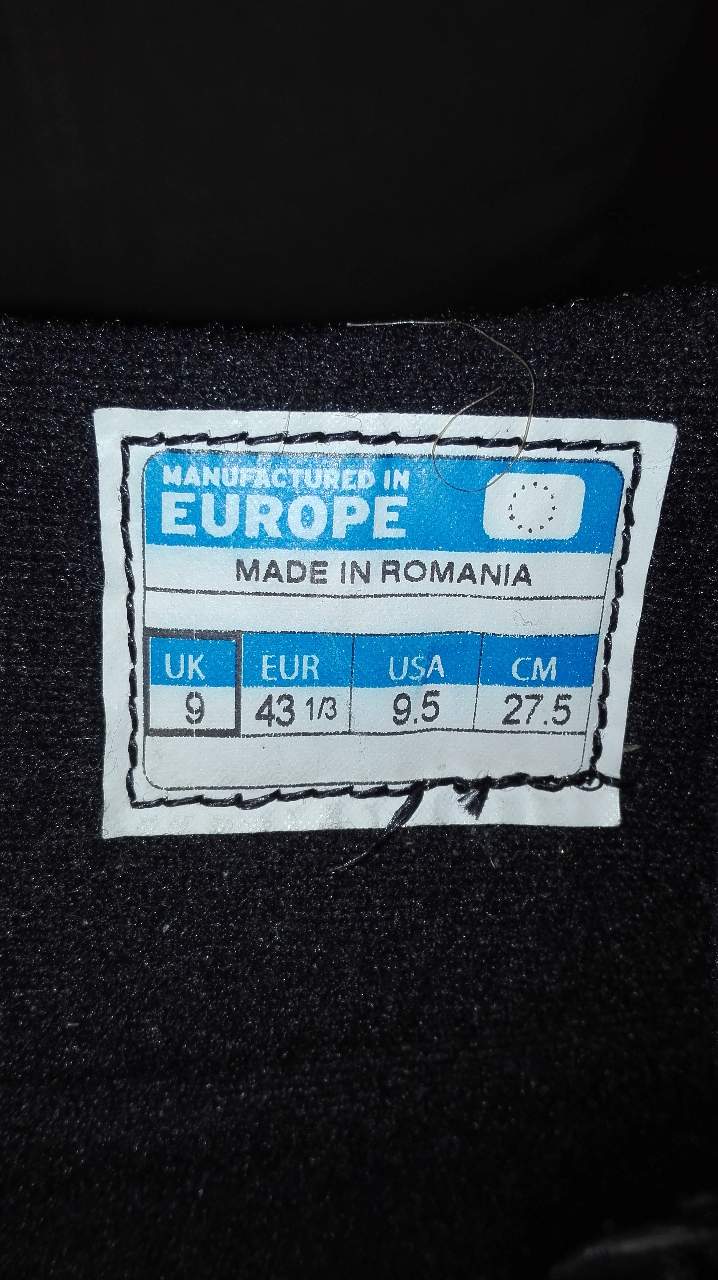 MANUFACTURED IN
EUROPE
MADE IN ROMANIA
UK EUR USA CM
9 43 1/3 9.5 27.5